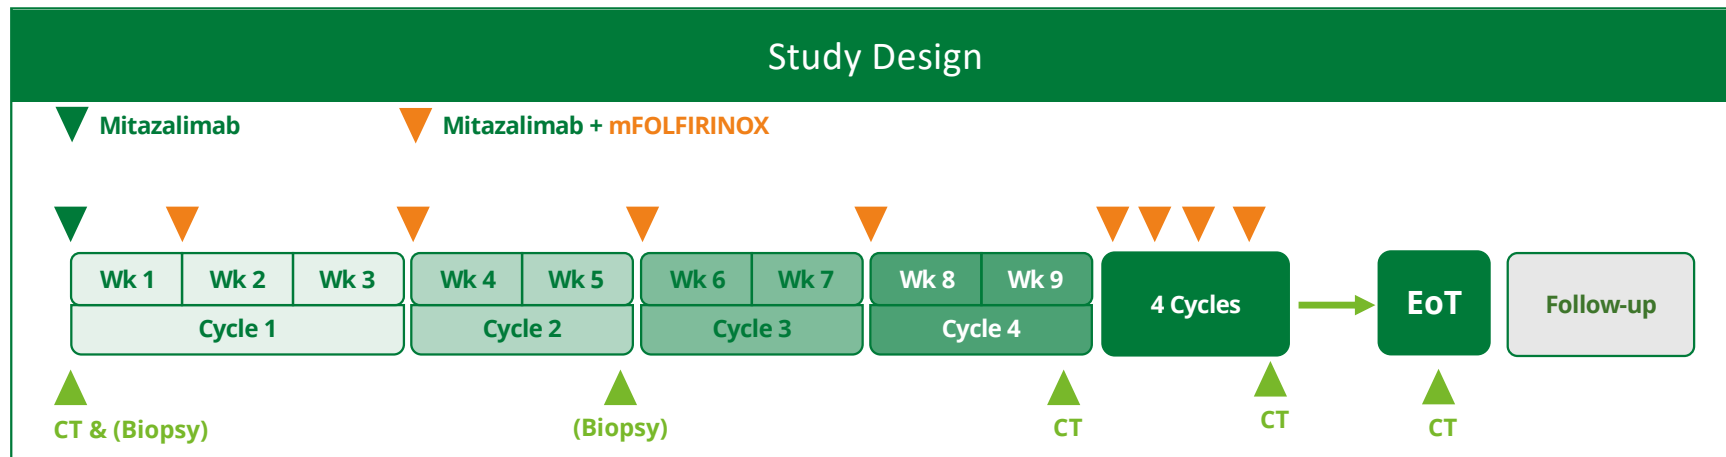 Study Design
Mitazalimab
Mitazalimab + mFOLFIRINOX
Wk 1
Wk 2
Wk 3
Wk 4
Wk 5
Wk 6
Wk 7
Wk 8
Wk 9
Cycle 1
Cycle 2
Cycle 3
Cycle 4
4 Cycles
EoT
Follow-up
CT & (Biopsy)
(Biopsy)
CT
CT
CT